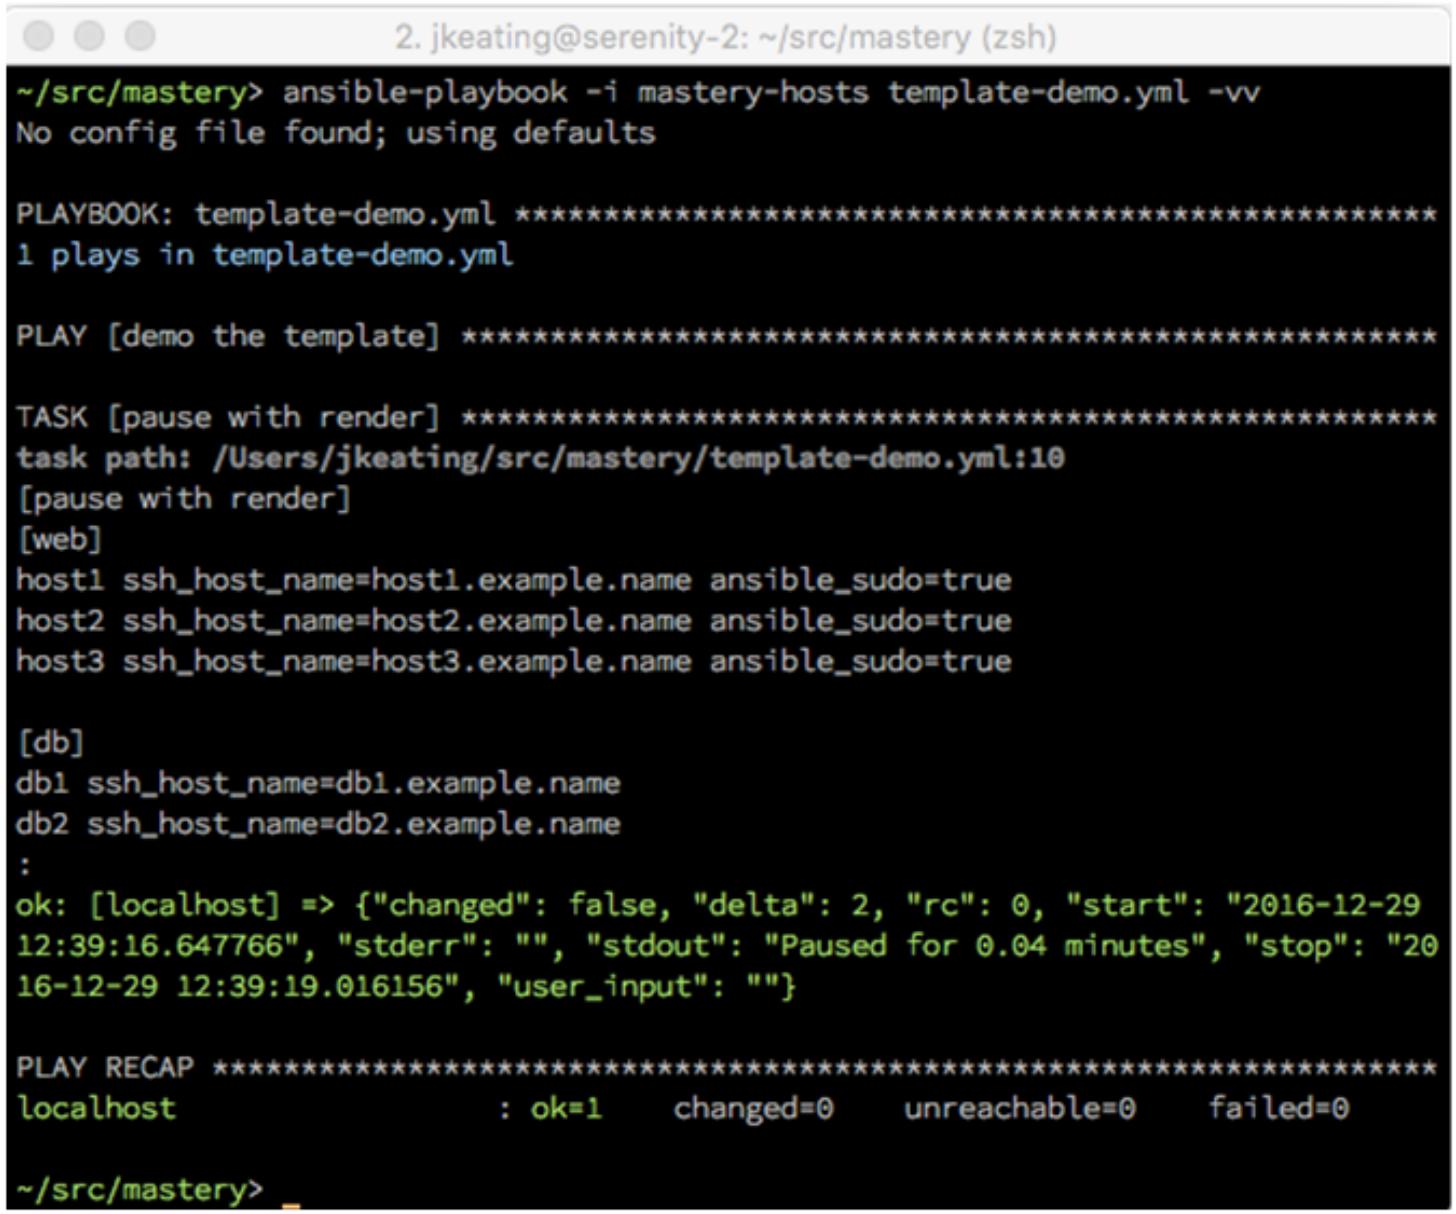 2. jkeating@serenity-2: ~/src/mastery (zsh)
~/src/mastery> ansible-playbook -i mastery-hosts template-demo.yml -vv
No config file found; using defaults
PLAYBOOK: template-demo.yml ****************************************************
1 plays in template-demo.yml
PLAY [demo the template] *******************************************************
TASK [pause with render] *******************************************************
task path: /Users/jkeating/src/mastery/template-demo.yml:10
[pause with render]
[web]
host1 ssh_host_name=host1.example.name ansible_sudo=true
host2 ssh_host_name=host2.example.name ansible_sudo=true
host3 ssh_host_name=host3.example.name ansible_sudo=true
[db]
db1 ssh_host_name=db1.example.name
db2 ssh_host_name=db2.example.name
:
ok: [localhost] => {"changed": false, "delta": 2, "rc": 0, "start": "2016-12-29
12:39:16.647766", "stderr": "", "stdout": "Paused for 0.04 minutes", "stop": "20
16-12-29 12:39:19.016156", "user_input": ""}
PLAY RECAP *********************************************************************
localhost : ok=1 changed=0 unreachable=0 failed=0
~/src/mastery>